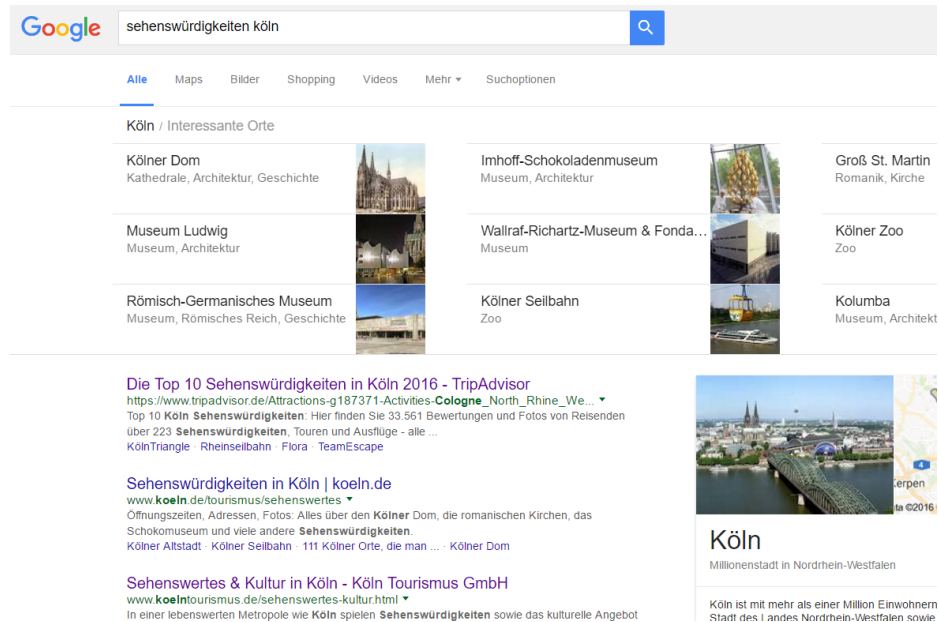 Google
sehenswürdigkeiten köln
Alle Maps Bilder Shopping Videos Mehr Suchoptionen
Köln / Interessante Orte
Kölner Dom
Kathedrale, Architektur, Geschichte
Imhoff-Schokoladenmuseum
Museum, Architektur
Groß St. Martin
Romanik, Kirche
Museum Ludwig
Museum, Architektur
Wallraf-Richartz-Museum & Fonda...
Museum
Kölner Zoo
Zoo
Römisch-Germanisches Museum
Museum, Römisches Reich, Geschichte
Kölner Seilbahn
Zoo
Kolumba
Museum, Architekt
Die Top 10 Sehenswürdigkeiten in Köln 2016 - TripAdvisor
https://www.tripadvisor.de/Attractions-g187371-Activities-Cologne_North_Rhine_We...
Top 10 Köln Sehenswürdigkeiten: Hier finden Sie 33.561 Bewertungen und Fotos von Reisenden
über 223 Sehenswürdigkeiten, Touren und Ausflüge - alle ...
KölnTriangle · Rheinseilbahn · Flora · TeamEscape
Sehenswürdigkeiten in Köln | koeln.de
www.koeln.de/tourismus/sehenswertes
Öffnungszeiten, Adressen, Fotos: Alles über den Kölner Dom, die romanischen Kirchen, das
Schokomuseum und viele andere Sehenswürdigkeiten.
Kölner Altstadt · Kölner Seilbahn · 111 Kölner Orte, die man ... · Kölner Dom
Sehenswertes & Kultur in Köln - Köln Tourismus GmbH
www.koelntourismus.de/sehenswertes-kultur.html
In einer lebenswerten Metropole wie Köln spielen Sehenswürdigkeiten sowie das kulturelle Angebot
4
Kerpen
ta ©2016
Köln
Millionenstadt in Nordrhein-Westfalen
Köln ist mit mehr als einer Million Einwohnern
Stadt des Landes Nordrhein-Westfalen sowie